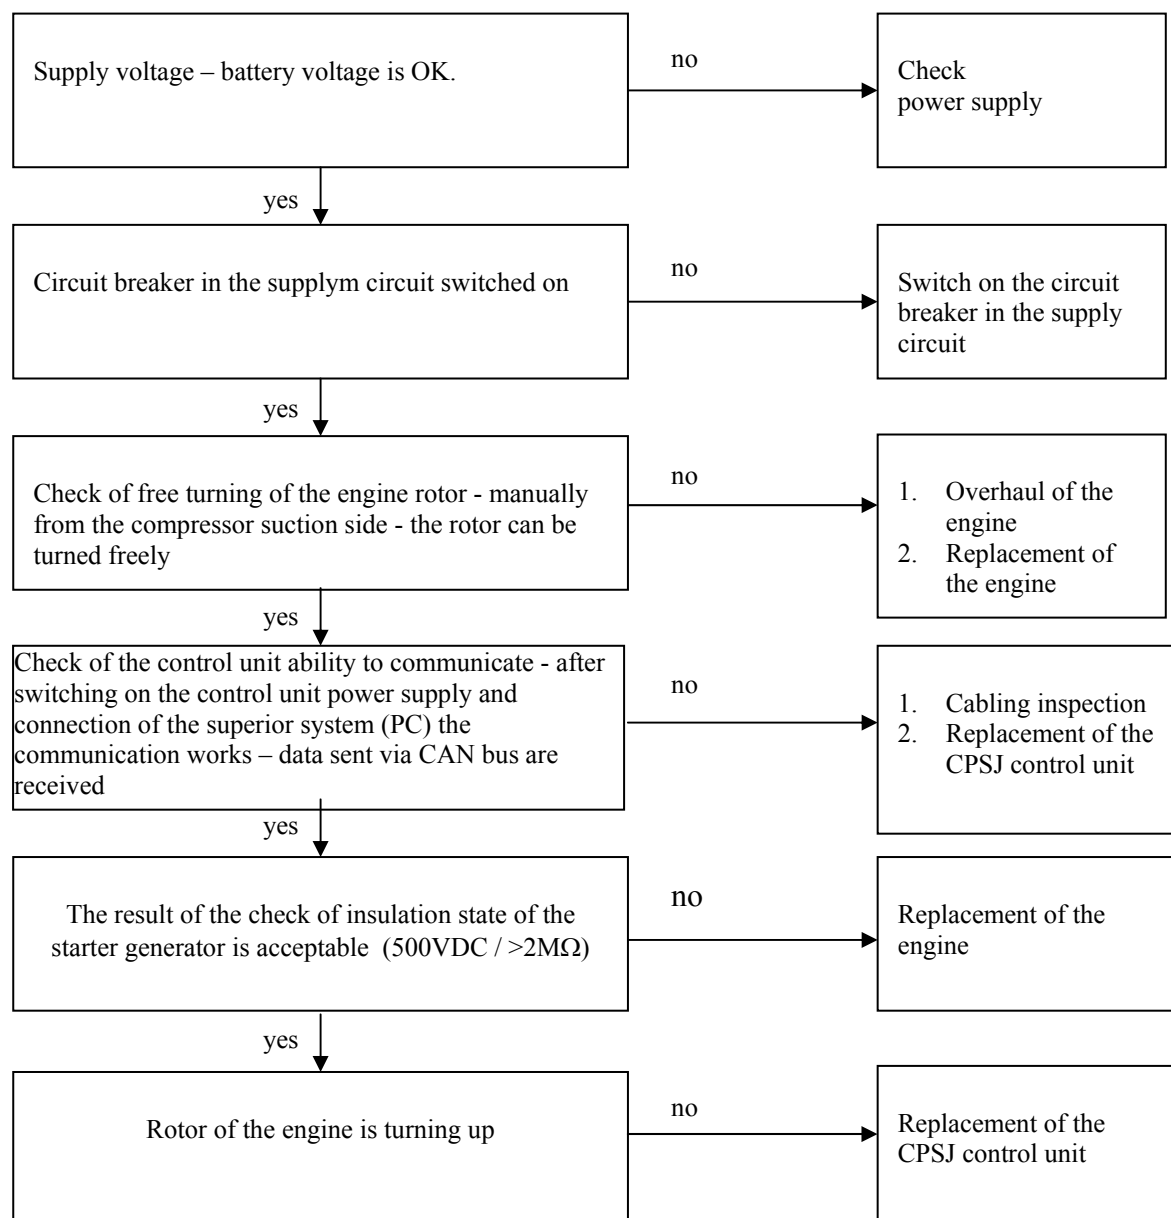 Supply voltage – battery voltage is OK.
no
Check
power supply
yes
Circuit breaker in the supplym circuit switched on
no
Switch on the circuit
breaker in the supply
circuit
yes
Check of free turning of the engine rotor - manually
from the compressor suction side - the rotor can be
turned freely
no
1. Overhaul of the
engine
2. Replacement of
the engine
yes
Check of the control unit ability to communicate - after
switching on the control unit power supply and
connection of the superior system (PC) the
communication works – data sent via CAN bus are
received
no
1. Cabling inspection
2. Replacement of the
CPSJ control unit
yes
The result of the check of insulation state of the
starter generator is acceptable (500VDC / >2MΩ)
no
Replacement of the
engine
yes
Rotor of the engine is turning up
no
Replacement of the
CPSJ control unit